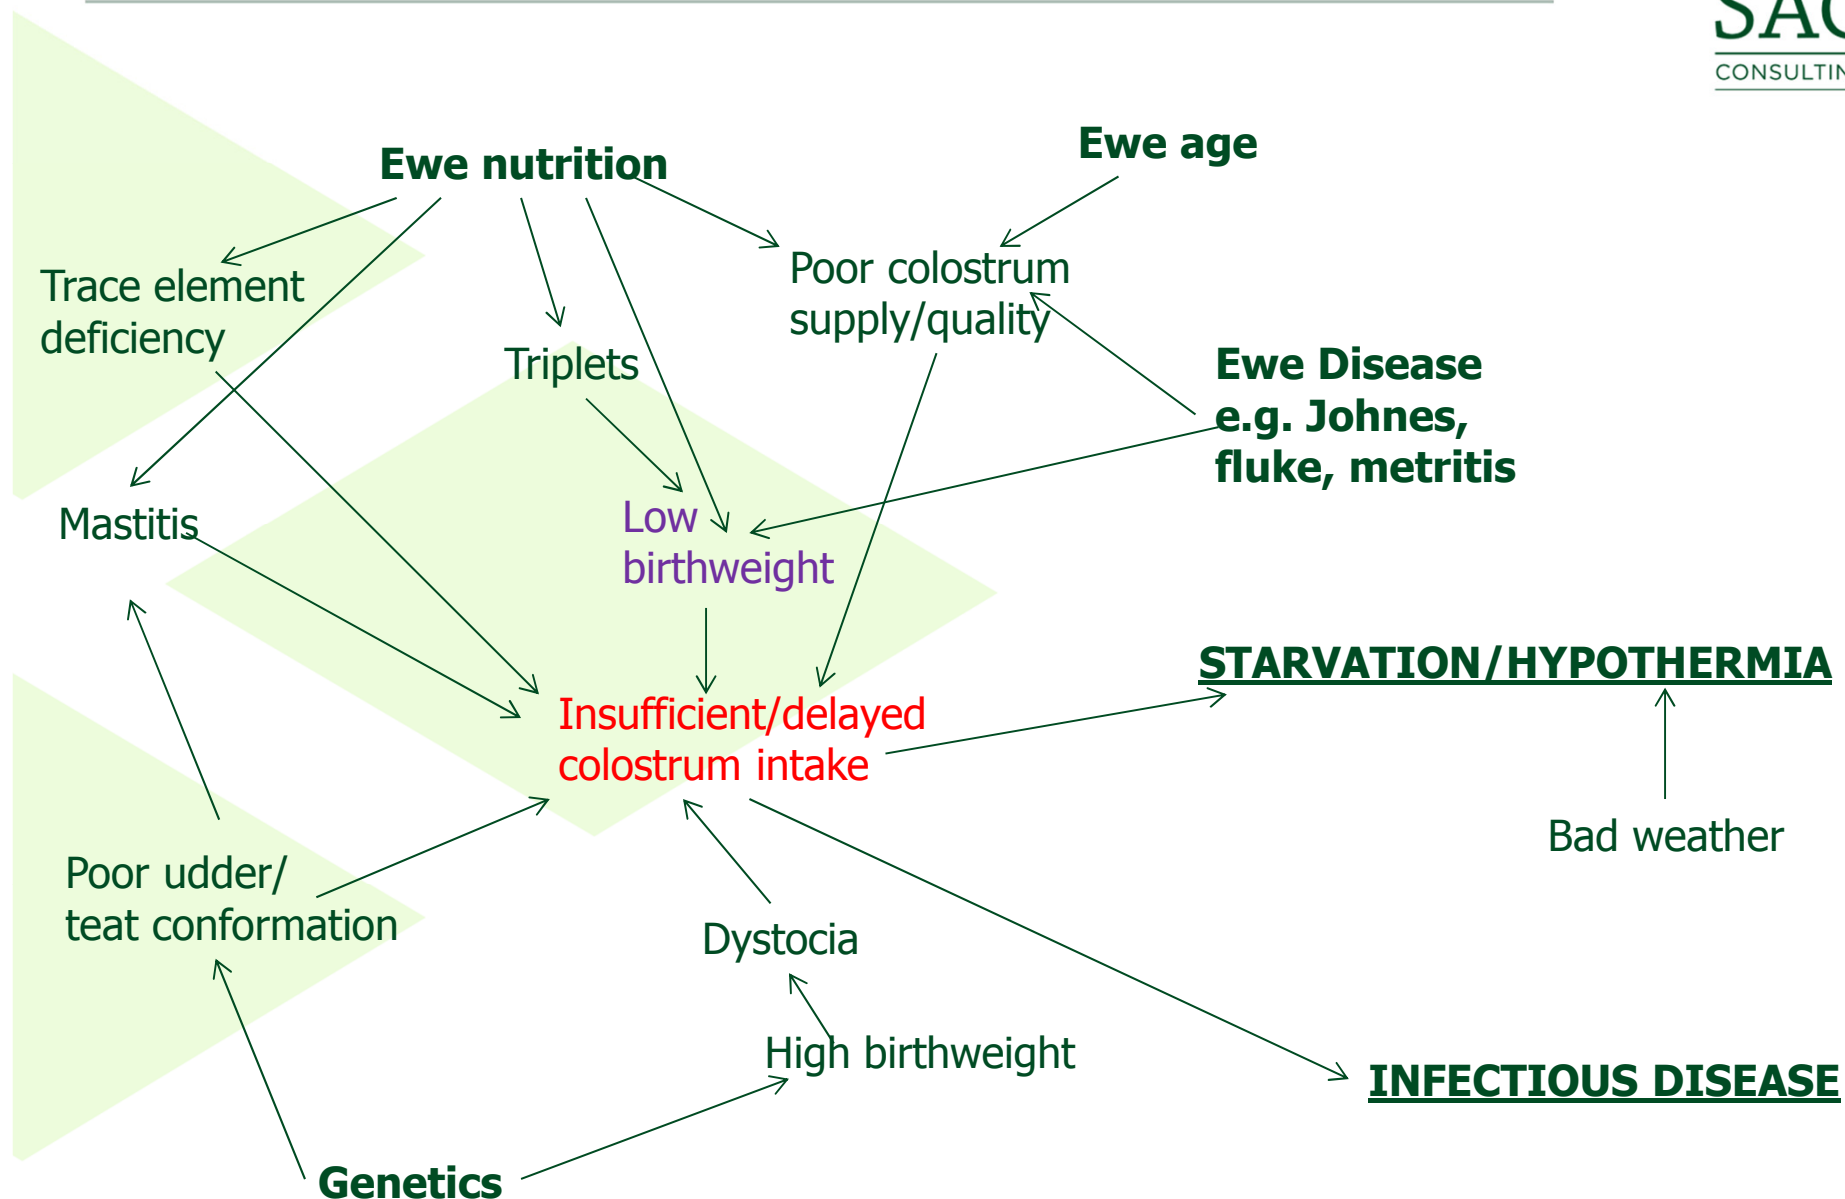 SAC
CONSULTIN
Ewe nutrition
Ewe age
Trace element
deficiency
Poor colostrum
supply/quality
Triplets
Ewe Disease
e.g. Johnes,
fluke, metritis
Mastitis
Low
birthweight
STARVATION/HYPOTHERMIA
Insufficient/delayed
colostrum intake
Bad weather
Poor udder/
teat conformation
Dystocia
High birthweight
INFECTIOUS DISEASE
Genetics